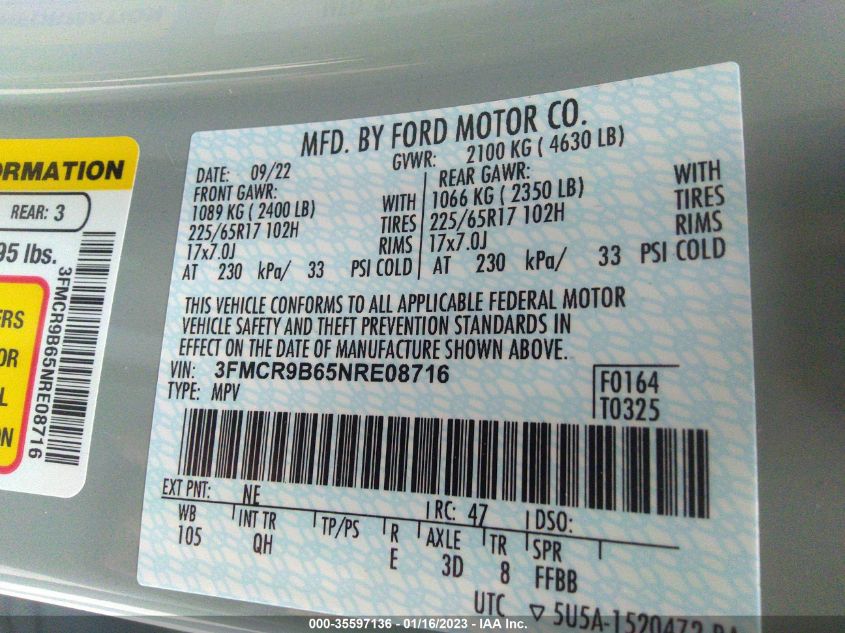 ORMATION
REAR: 3
95 lbs.
3FMCR9B65NRE08716
ERS
OR
L
ON
MFD. BY FORD MOTOR CO.
DATE: 09/22 GVWR: 2100 KG ( 4630 LB)
FRONT GAWR: REAR GAWR:
1089 KG ( 2400 LB) WITH 1066 KG ( 2350 LB) WITH
225/65R17 102H TIRES 225/65R17 102H TIRES
17x7.0J RIMS 17x7.0J RIMS
AT 230 kPa/ 33 PSI COLD AT 230 kPa/ 33 PSI COLD
THIS VEHICLE CONFORMS TO ALL APPLICABLE FEDERAL MOTOR
VEHICLE SAFETY AND THEFT PREVENTION STANDARDS IN
EFFECT ON THE DATE OF MANUFACTURE SHOWN ABOVE.
VIN: 3FMCR9B65NRE08716
TYPE: MPV
F0164
T0325
EXT PNT: NE RC: 47 DSO:
WB INT TR TP/PS R AXLE TR SPR
105 QH E 3D 8 FFBB
UTC ▽ 5U5A-1520472
000-35597136 - 01/16/2023 - IAA Inc.